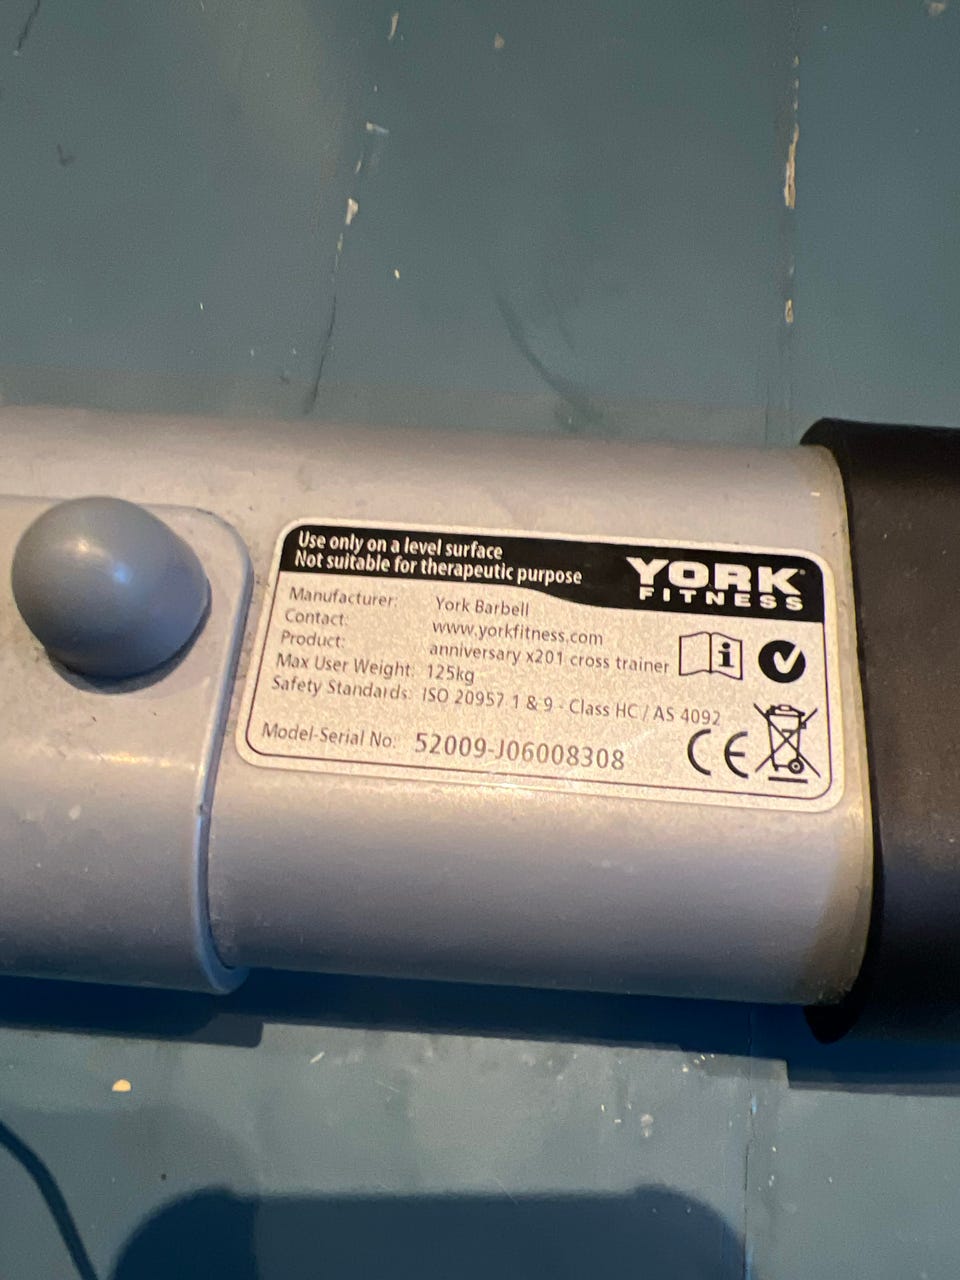 Use only on a level surface
Not suitable for therapeutic purpose
YORK
FITNESS
Manufacturer: York Barbell
Contact: www.yorkfitness.com
Product: anniversary x201 cross trainer
Max User Weight: 125kg
Safety Standards: ISO 20957 1 & 9 - Class HC / AS 4092
Model-Serial No: 52009-J06008308
i
CE